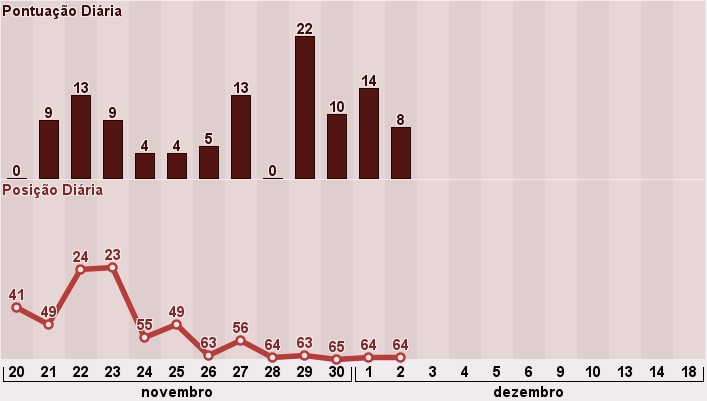 Pontuação Diária
0 9 13 9 4 4 5 13 0 22 10 14 8
Posição Diária
41 49 24 23 55 49 63 56 64 63 65 64 64
20 21 22 23 24 25 26 27 28 29 30 1 2 3 4 5 6 9 10 13 14 18
novembro dezembro